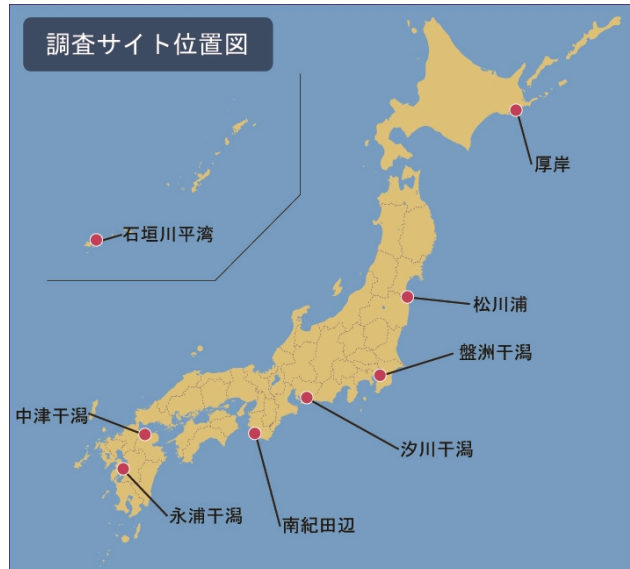 調査サイト位置図
厚岸
石垣川平湾
松川浦
盤洲干潟
中津干潟
汐川干潟
永浦干潟
南紀田辺